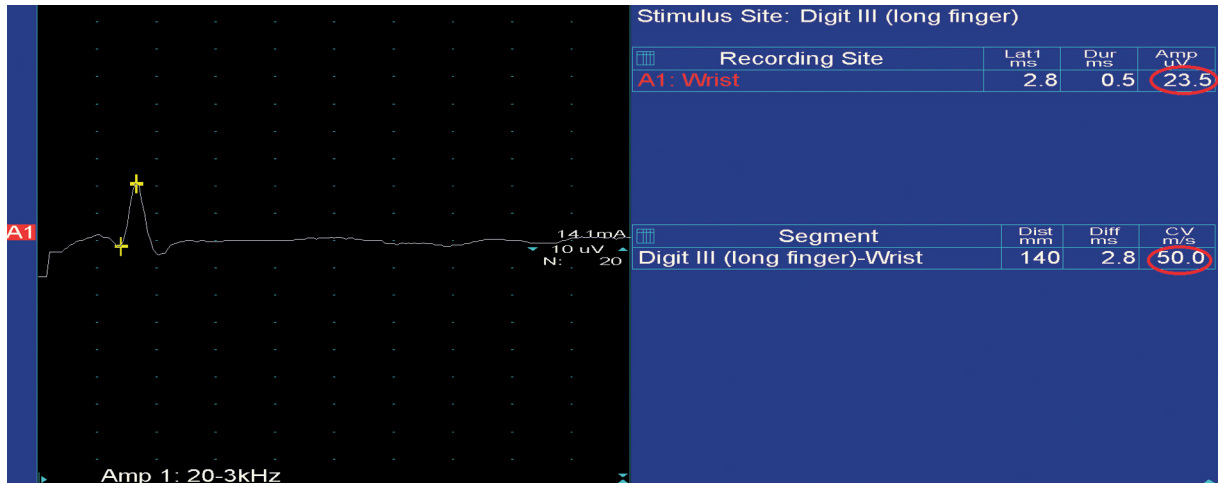 A1
14.1mA
10 uV
N: 20
Amp 1: 20-3kHz
Stimulus Site: Digit III (long finger)
Recording Site Lat1 ms Dur ms Amp uV
A1: Wrist 2.8 0.5 23.5
Segment Dist mm Diff ms CV m/s
Digit III (long finger)-Wrist 140 2.8 50.0